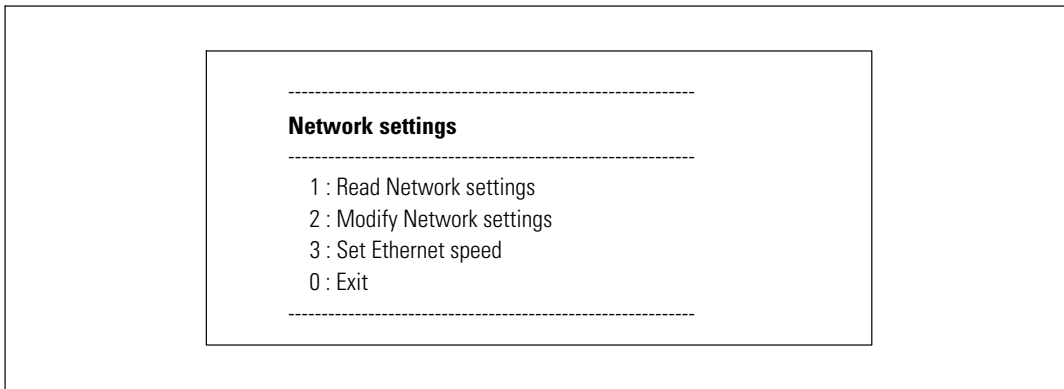 ------------------------------------------------------------
Network settings
------------------------------------------------------------
1 : Read Network settings
2 : Modify Network settings
3 : Set Ethernet speed
0 : Exit
------------------------------------------------------------